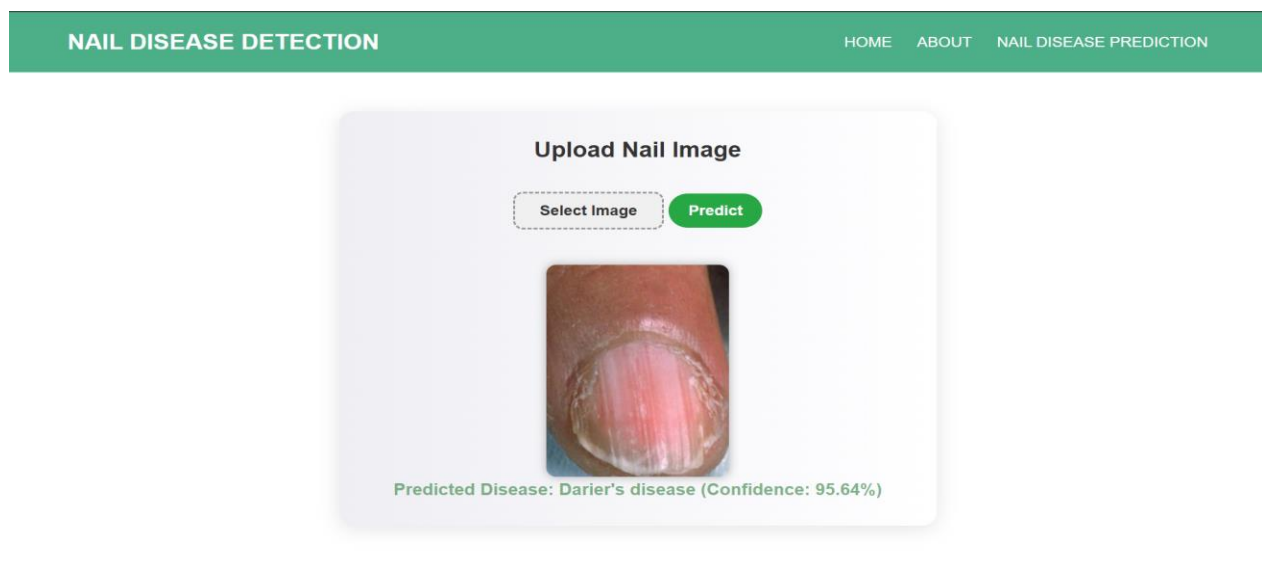 NAIL DISEASE DETECTION
HOME ABOUT NAIL DISEASE PREDICTION
Upload Nail Image
Select Image Predict
Predicted Disease: Darier's disease (Confidence: 95.64%)